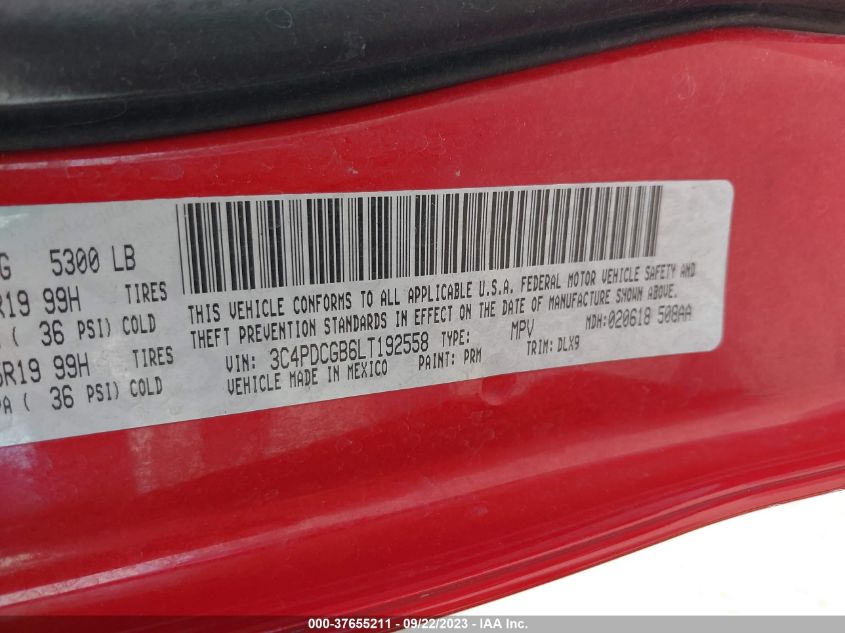 G 5300 LB
R19 99H TIRES
A ( 36 PSI) COLD
5R19 99H TIRES
PA ( 36 PSI) COLD
THIS VEHICLE CONFORMS TO ALL APPLICABLE U.S.A. FEDERAL MOTOR VEHICLE SAFETY AND
THEFT PREVENTION STANDARDS IN EFFECT ON THE DATE OF MANUFACTURE SHOWN ABOVE.
VIN: 3C4PDCGB6LT192558 TYPE: MPV MDH:020618 508AA
VEHICLE MADE IN MEXICO PAINT: PRM TRIM: DLX9
000-37655211 - 09/22/2023 - IAA Inc.